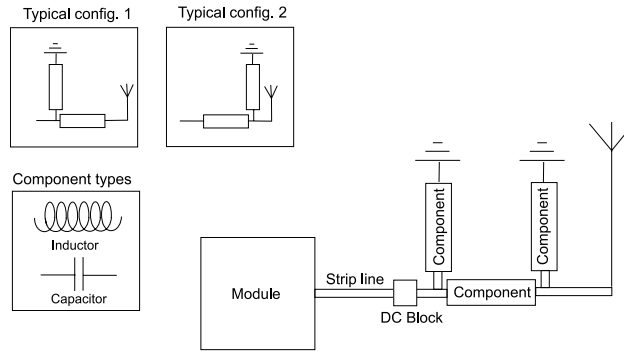 Typical config. 1
Typical config. 2
Component types
Inductor
Capacitor
Module
Strip line
DC Block
Component
Component
Component